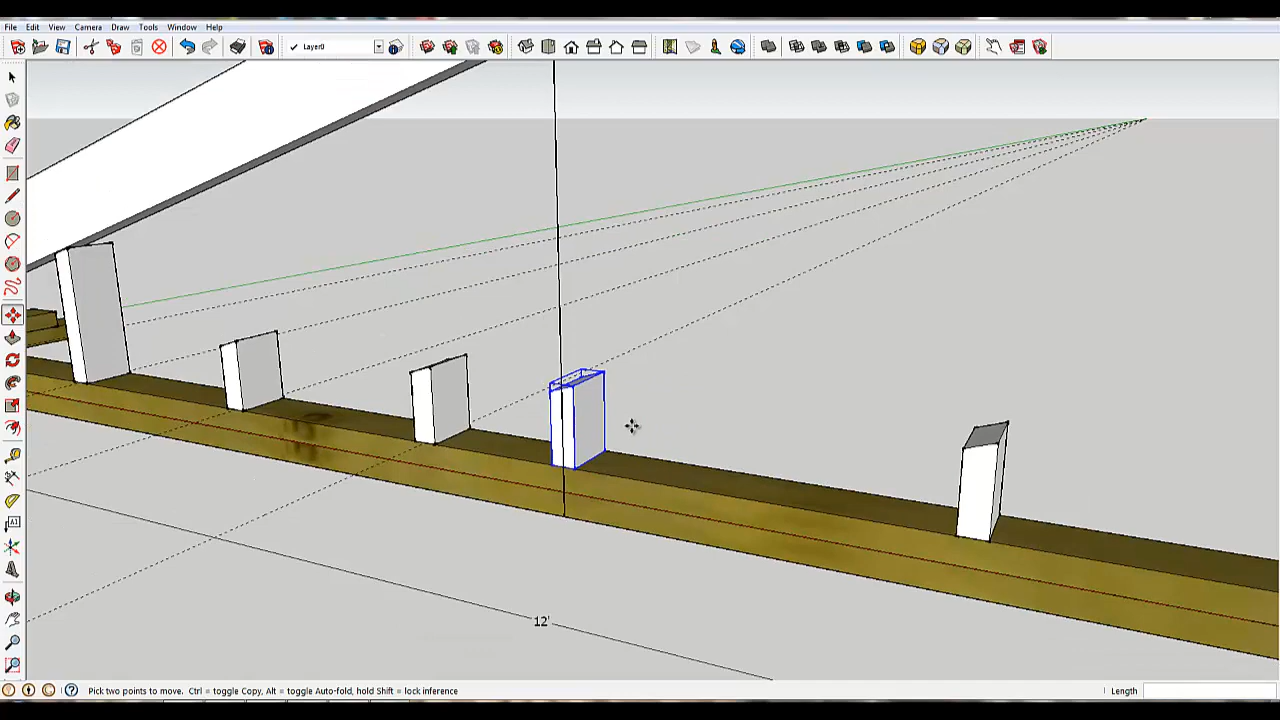 File Edit View Camera Draw Tools Window Help
Layer0
12'
Pick two points to move. Ctrl = toggle Copy, Alt = toggle Auto-fold, hold Shift = lock inference
Length